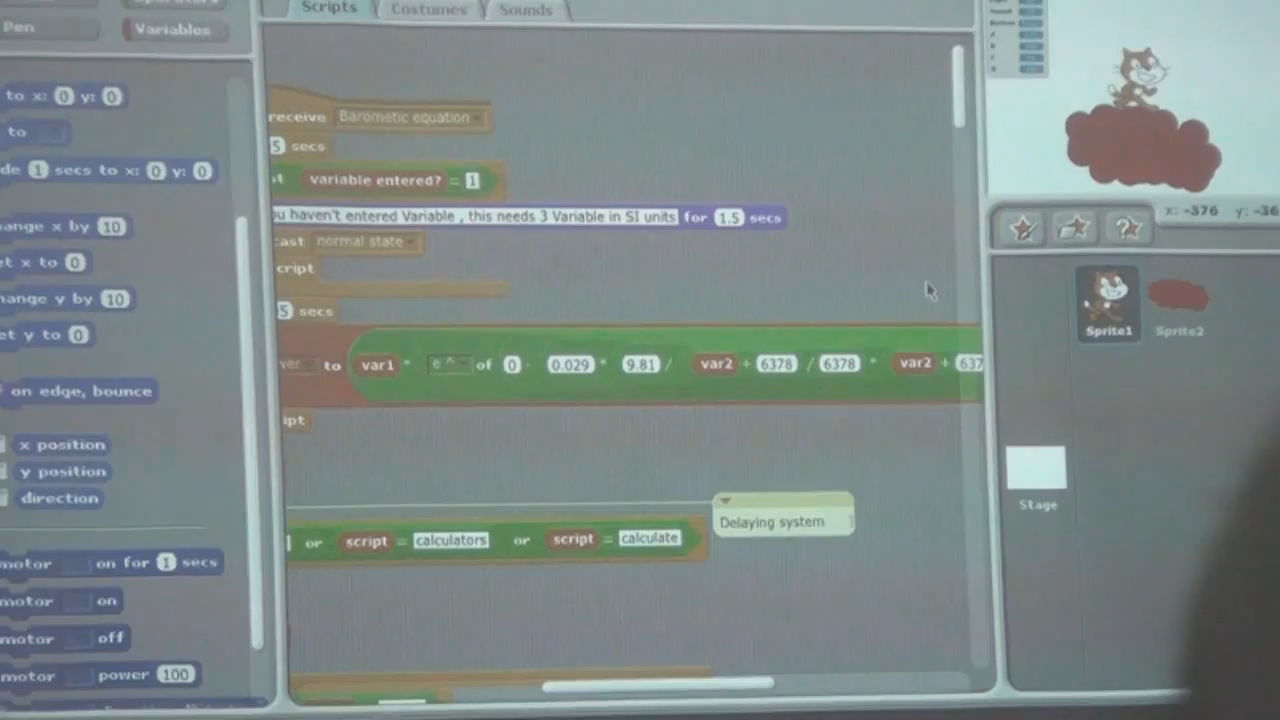 Scripts
Costumes
Sounds
Pen
Variables
to x: 0 y: 0
to
de 1 secs to x: 0 y: 0
ange x by 10
et x to 0
hange y by 10
et y to 0
on edge, bounce
x position
y position
direction
motor on for 1 secs
motor on
motor off
motor power 100
receive Barometic equation
5 secs
t variable entered? = 1
ou haven't entered Variable , this needs 3 Variable in SI units for 1.5 secs
cast normal state
cript
5 secs
ver to var1 * e ^ of 0 - 0.029 * 9.81 / var2 + 6378 / 6378 * var2 + 637
ipt
or script = calculators or script = calculate
Delaying system
x: -376 y: -36
Sprite1
Sprite2
Stage